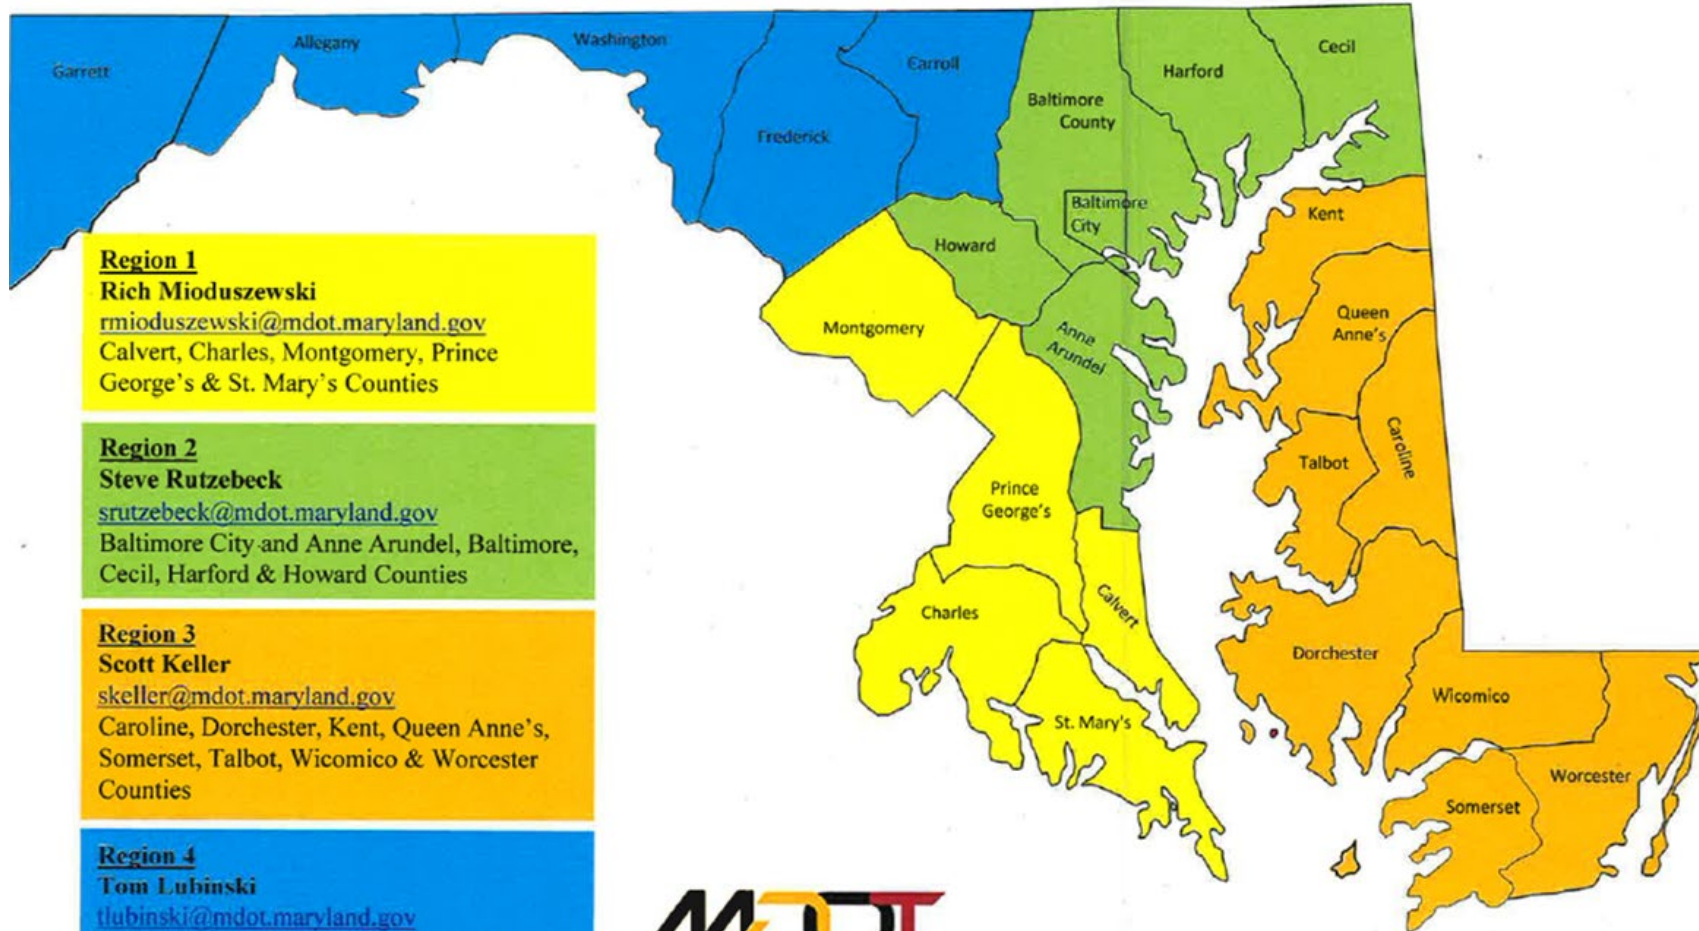 Garrett
Allegany
Washington
Frederick
Carroll
Baltimore
County
Harford
Cecil
Baltimore
City
Howard
Kent
Montgomery
Anne
Arundel
Queen
Anne's
Caroline
Talbot
Prince
George's
Charles
Calvert
St. Mary's
Dorchester
Wicomico
Worcester
Somerset
Region 1
Rich Mioduszewski
rmioduszewski@mdot.maryland.gov
Calvert, Charles, Montgomery, Prince
George's & St. Mary's Counties
Region 2
Steve Rutzebeck
srutzebeck@mdot.maryland.gov
Baltimore City and Anne Arundel, Baltimore,
Cecil, Harford & Howard Counties
Region 3
Scott Keller
skeller@mdot.maryland.gov
Caroline, Dorchester, Kent, Queen Anne's,
Somerset, Talbot, Wicomico & Worcester
Counties
Region 4
Tom Lubinski
tlubinski@mdot.maryland.gov
MDOT